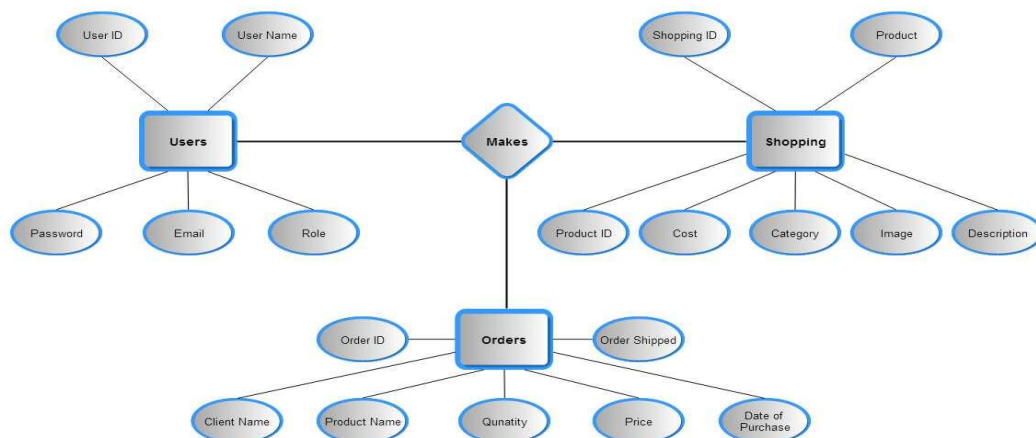 User ID
User Name
Shopping ID
Product
Users
Makes
Shopping
Password
Email
Role
Product ID
Cost
Category
Image
Description
Order ID
Orders
Order Shipped
Client Name
Product Name
Qunatity
Price
Date of
Purchase